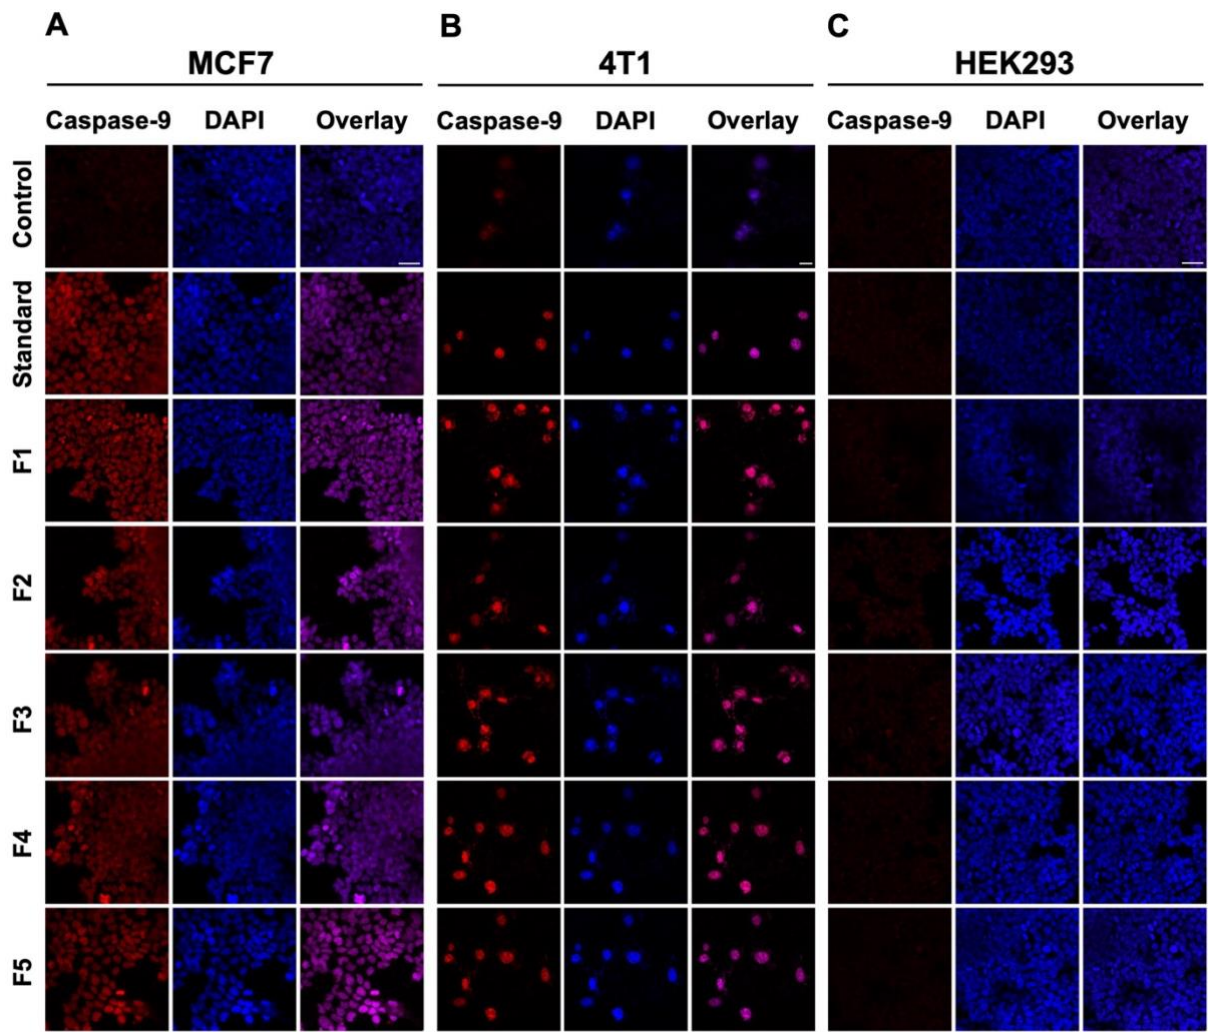 A B C
MCF7 4T1 HEK293
Caspase-9 DAPI Overlay Caspase-9 DAPI Overlay Caspase-9 DAPI Overlay
Control
Standard
F1
F2
F3
F4
F5